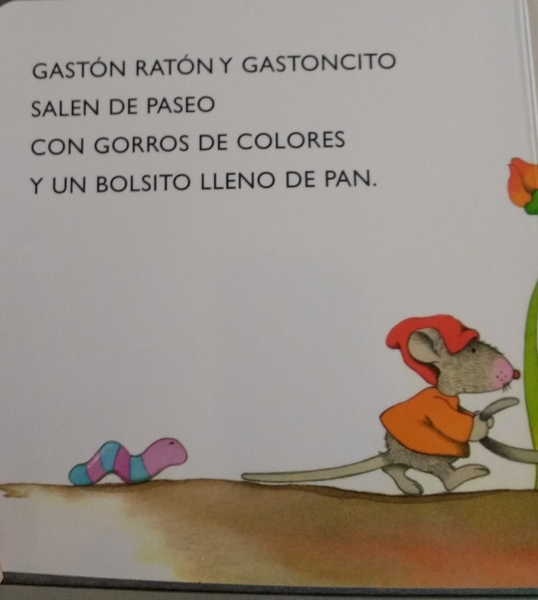 GASTÓN RATÓN Y GASTONCITO
SALEN DE PASEO
CON GORROS DE COLORES
Y UN BOLSITO LLENO DE PAN.